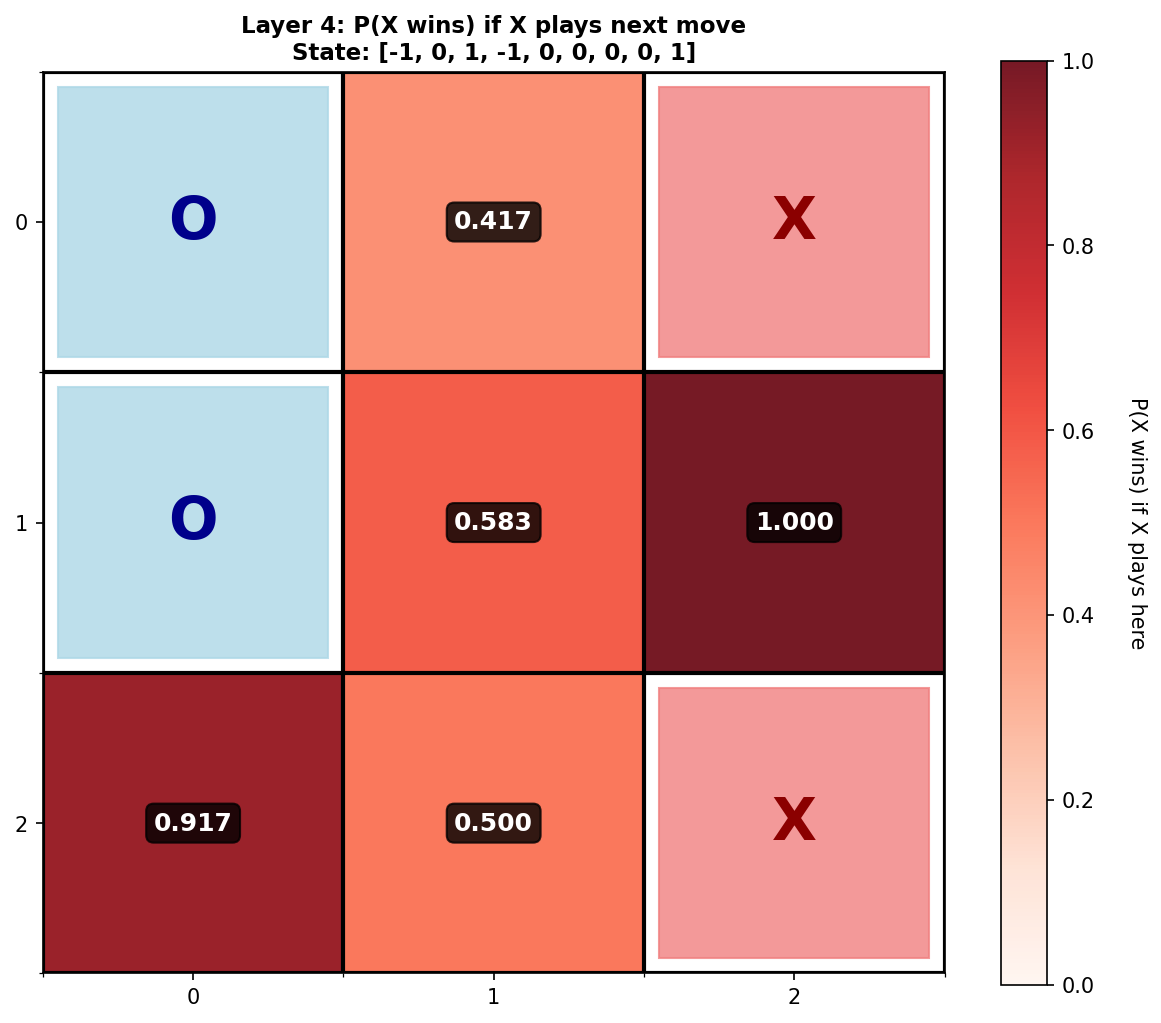 Layer 4: P(X wins) if X plays next move
State: [-1, 0, 1, -1, 0, 0, 0, 0, 1]
0
O
0.417
X
1
O
0.583
1.000
2
0.917
0.500
X
0
1
2
1.0
0.8
0.6
0.4
0.2
0.0
P(X wins) if X plays here